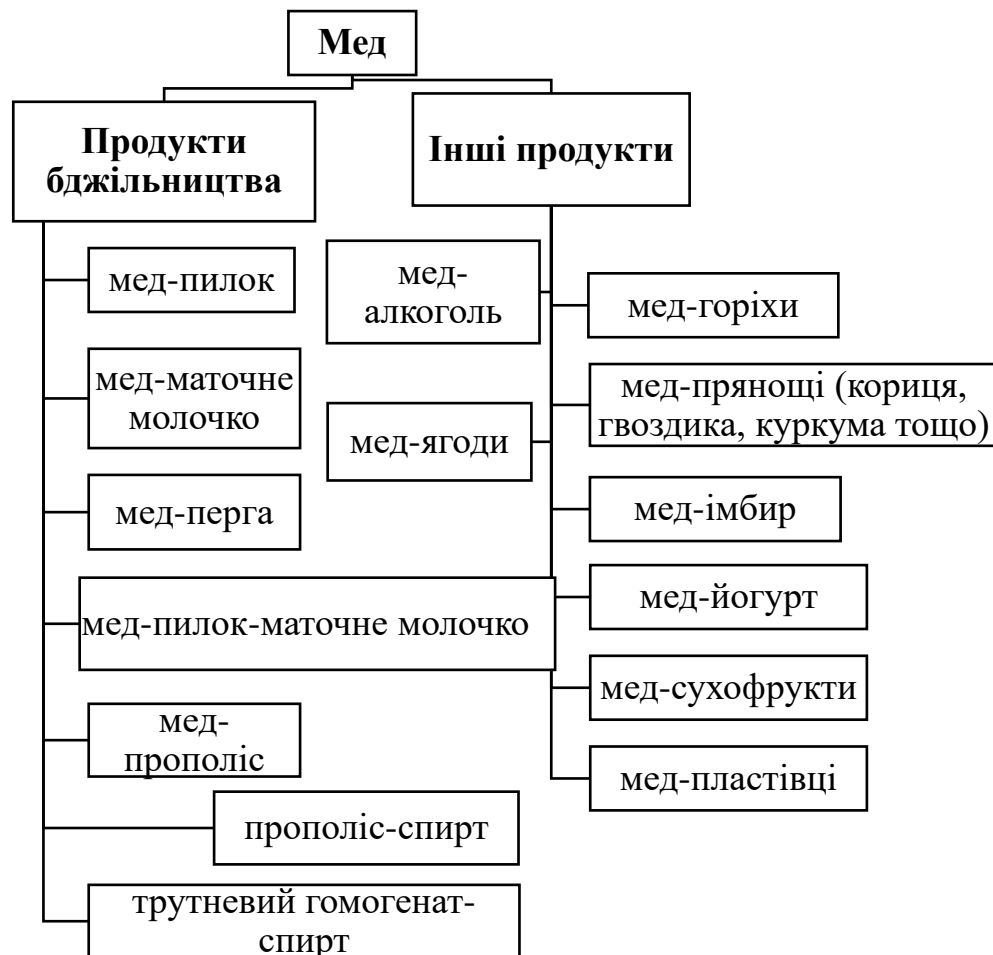 Мед
Продукти
бджільництва
мед-пилок
мед-маточне
молочко
мед-перга
мед-пилок-маточне молочко
мед-
прополіс
прополіс-спирт
трутневий гомогенат-
спирт
Інші продукти
мед-
алкоголь
мед-ягоди
мед-горіхи
мед-прянощі (кориця,
гвоздика, куркума тощо)
мед-імбир
мед-йогурт
мед-сухофрукти
мед-пластівці